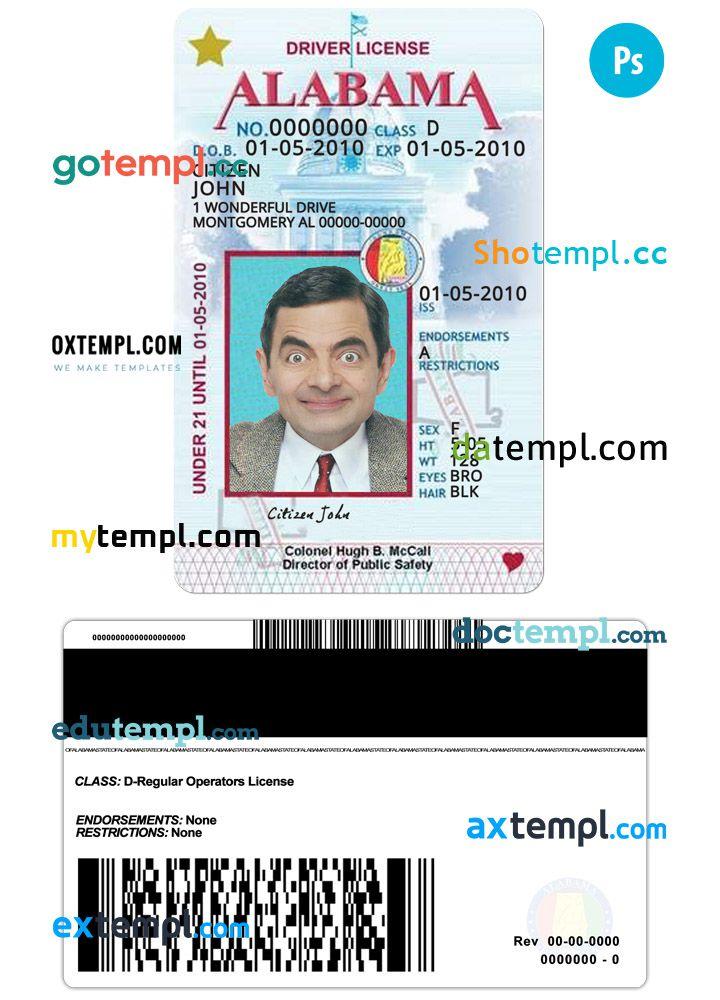 DRIVER LICENSE
Ps
ALABAMA
NO.0000000 CLASS D
D.O.B. 01-05-2010 EXP 01-05-2010
gotempl.cc
CITIZEN
JOHN
1 WONDERFUL DRIVE
MONTGOMERY AL 00000-00000
Shotempl.cc
UNDER 21 UNTIL 01-05-2010
01-05-2010
ISS
OXTEMPL.COM
WE MAKE TEMPLATES
ENDORSEMENTS
A
RESTRICTIONS
SEX F
HT 5-05
datempl.com
WT 128
EYES BRO
HAIR BLK
Citizen John
mytempl.com
Colonel Hugh B. McCall
Director of Public Safety
00000000000000000000
doctempl.com
edutempl.com
OFALABAMASTATEOFALABAMASTATEOFALABAMASTATEOFALABAMASTATEOFALABAMASTATEOFALABAMASTATEOFALABAMASTATEOFALABAMASTATEOFALABAMASTATEOFALABAMASTATEOFALABAMASTATEOFALABAMA
CLASS: D-Regular Operators License
ENDORSEMENTS: None
RESTRICTIONS: None
axtempl.com
extempl.com
ALABAMA
Rev 00-00-0000
0000000 - 0